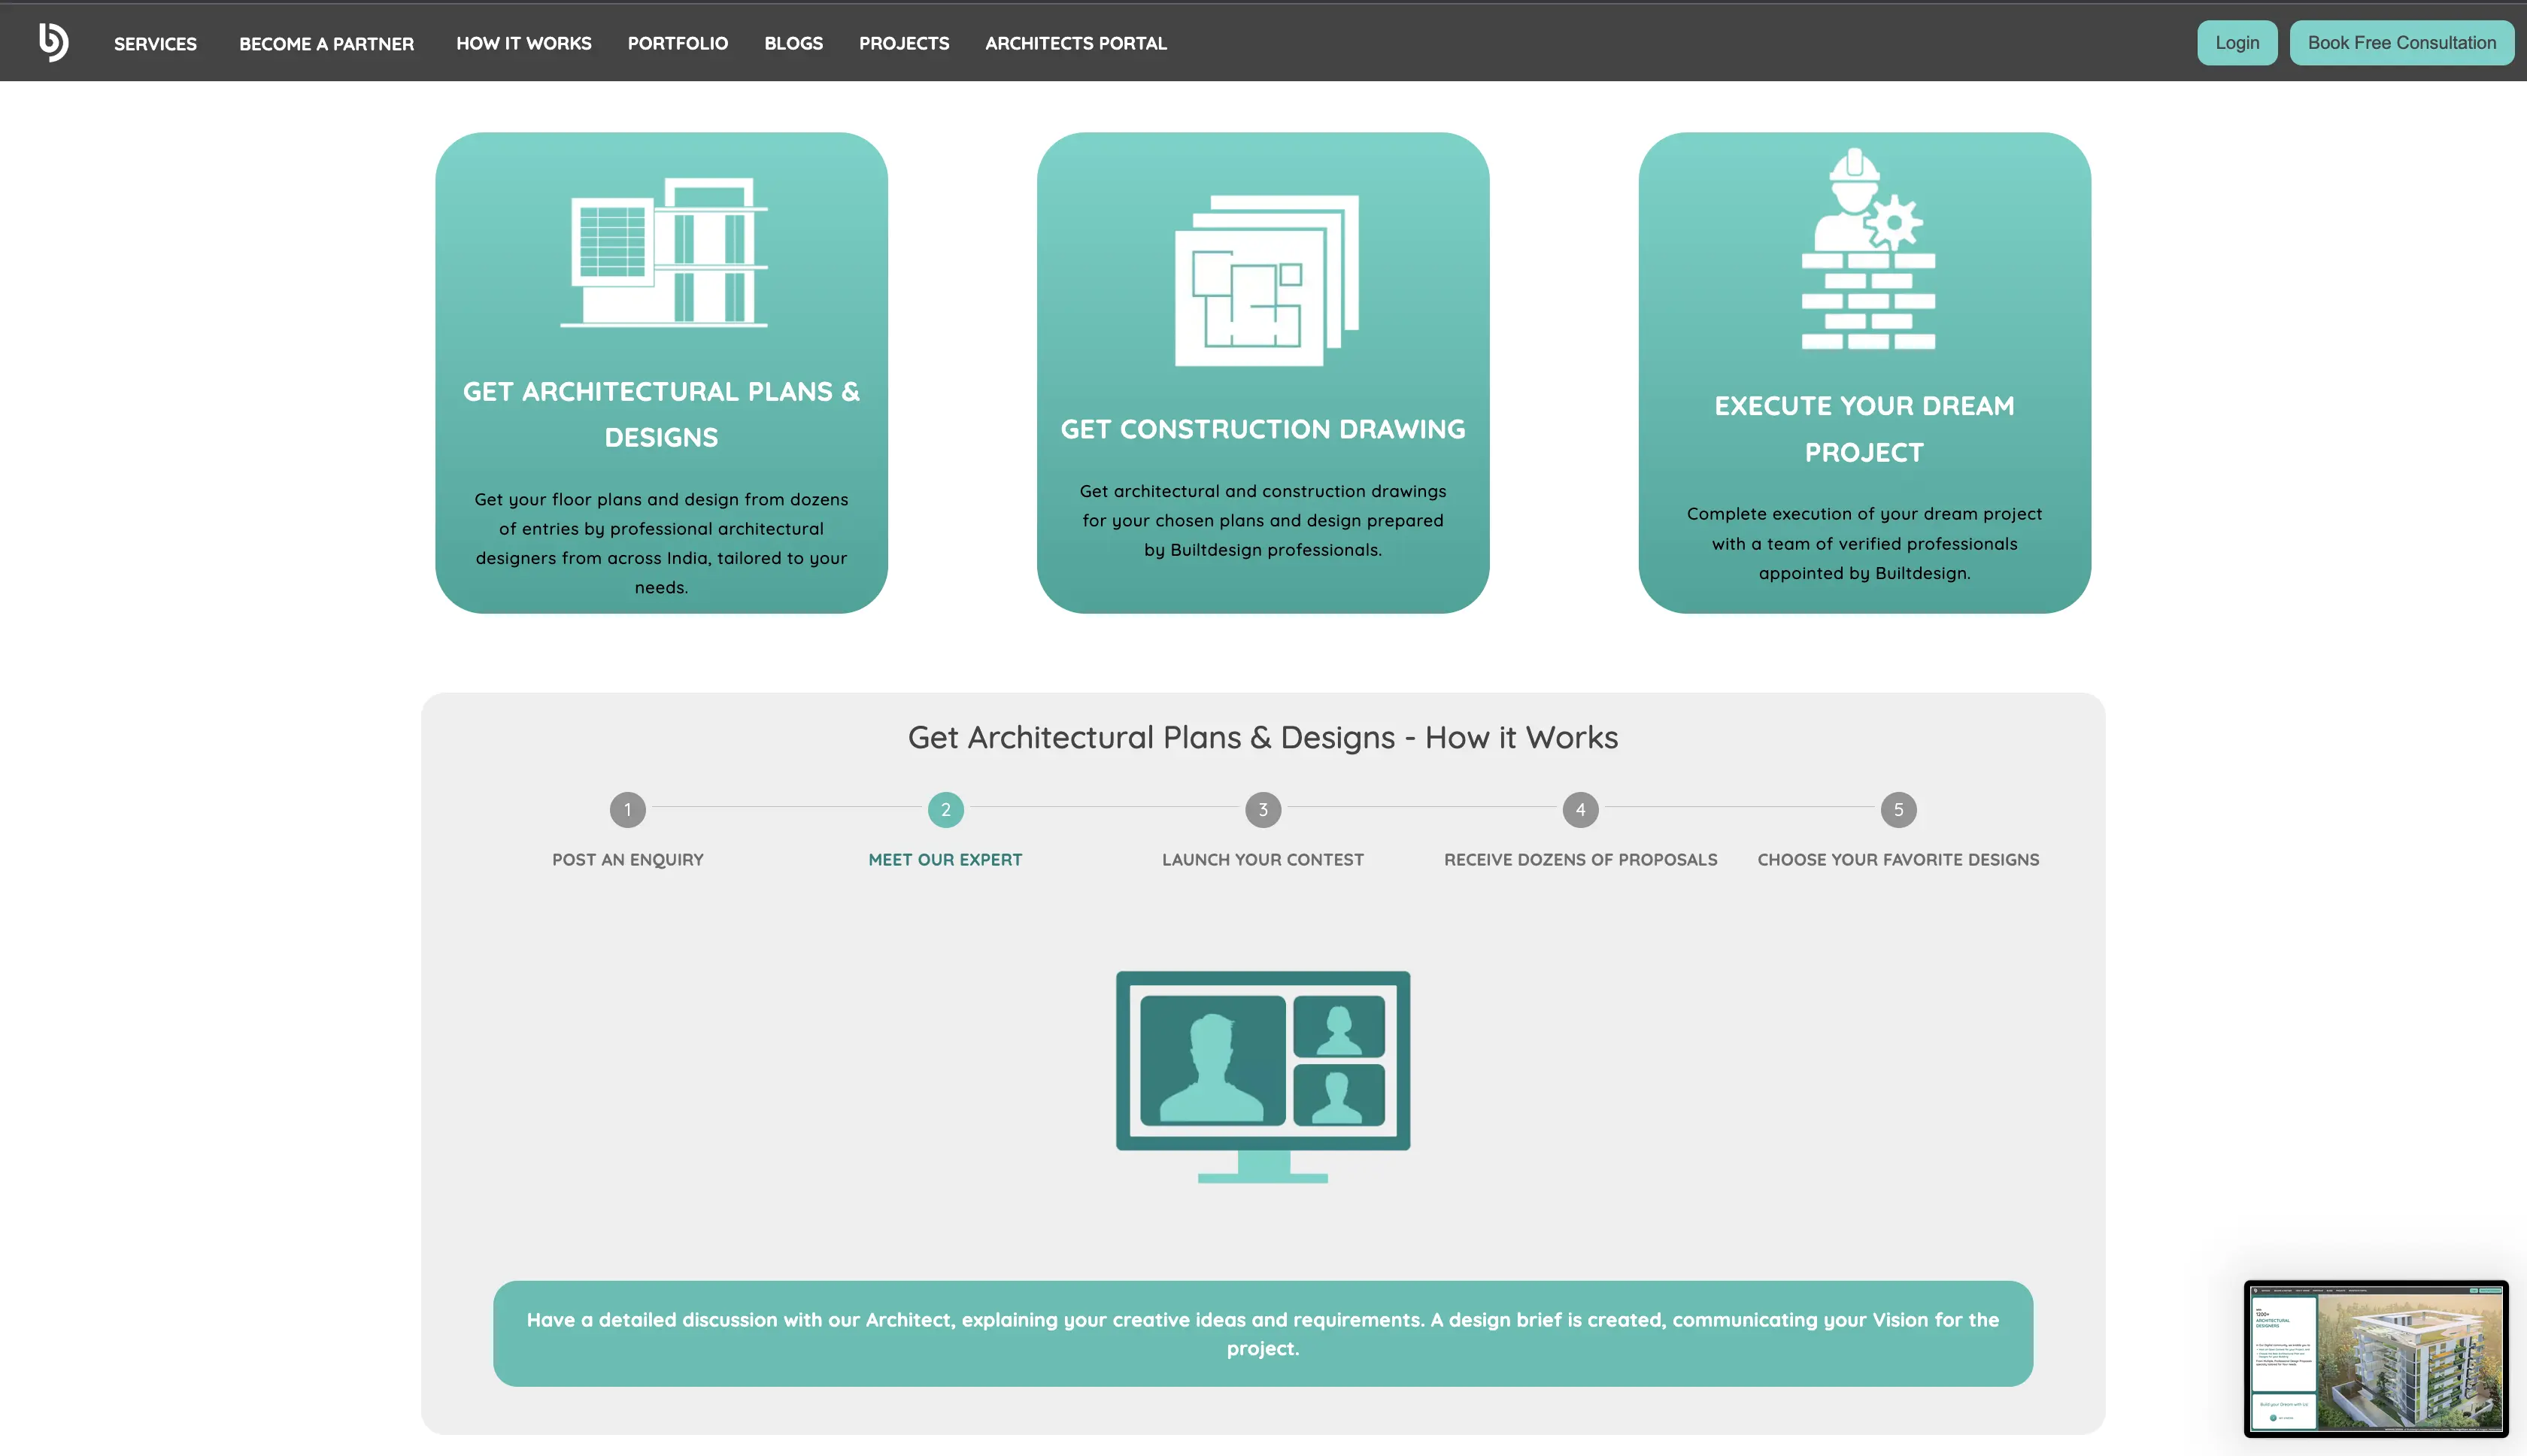 SERVICES
BECOME A PARTNER
HOW IT WORKS
PORTFOLIO
BLOGS
PROJECTS
ARCHITECTS PORTAL
Login
Book Free Consultation
GET ARCHITECTURAL PLANS &
DESIGNS
Get your floor plans and design from dozens
of entries by professional architectural
designers from across India, tailored to your
needs.
GET CONSTRUCTION DRAWING
Get architectural and construction drawings
for your chosen plans and design prepared
by Builtdesign professionals.
EXECUTE YOUR DREAM
PROJECT
Complete execution of your dream project
with a team of verified professionals
appointed by Builtdesign.
Get Architectural Plans & Designs - How it Works
1
2
3
4
5
POST AN ENQUIRY
MEET OUR EXPERT
LAUNCH YOUR CONTEST
RECEIVE DOZENS OF PROPOSALS
CHOOSE YOUR FAVORITE DESIGNS
Have a detailed discussion with our Architect, explaining your creative ideas and requirements. A design brief is created, communicating your Vision for the
project.
1200+
ARCHITECTURAL
DESIGNERS